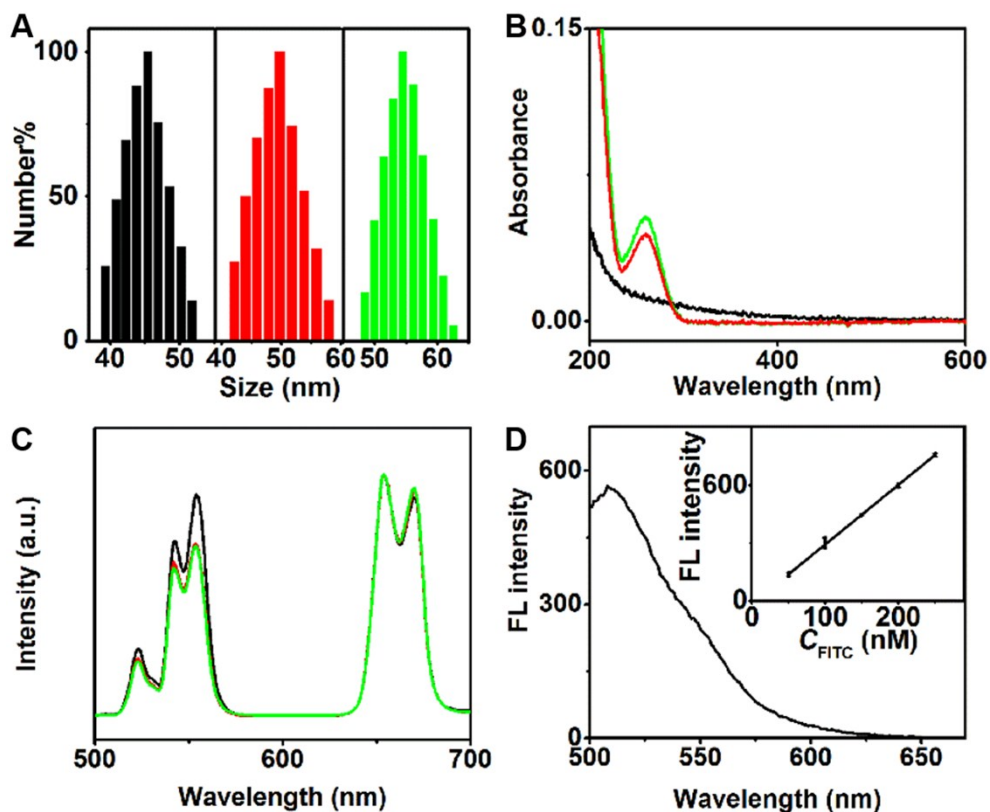 A
100
50
0
Number%
40
50
40
50
60
50
60
Size (nm)
B
0.15
0.00
Absorbance
200
400
600
Wavelength (nm)
C
Intensity (a.u.)
500
600
700
Wavelength (nm)
D
600
300
0
FL intensity
500
550
600
650
Wavelength (nm)
FL intensity
600
0
0
100
200
C FITC (nM)